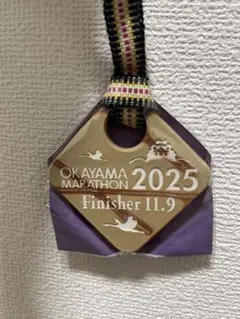 OKAYAMA
MARATHON 2025
Finisher 11.9